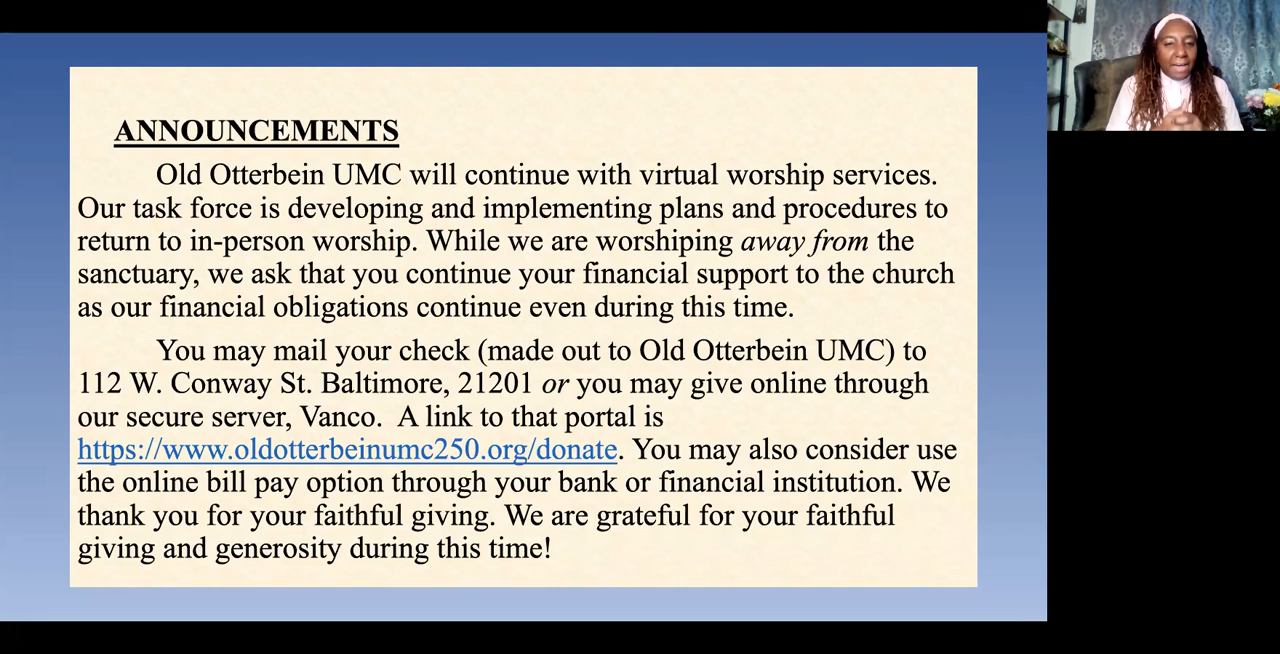 ANNOUNCEMENTS
Old Otterbein UMC will continue with virtual worship services.
Our task force is developing and implementing plans and procedures to
return to in-person worship. While we are worshiping away from the
sanctuary, we ask that you continue your financial support to the church
as our financial obligations continue even during this time.
You may mail your check (made out to Old Otterbein UMC) to
112 W. Conway St. Baltimore, 21201 or you may give online through
our secure server, Vanco.  A link to that portal is
https://www.oldotterbeinumc250.org/donate. You may also consider use
the online bill pay option through your bank or financial institution. We
thank you for your faithful giving. We are grateful for your faithful
giving and generosity during this time!